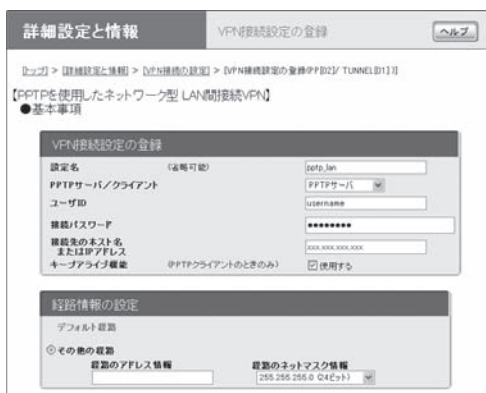 詳細設定と情報
VPN接続設定の登録
ヘルプ
[トップ] > [詳細設定と情報] > [VPN接続の設定] > [VPN接続設定の登録(PP[02]/ TUNNEL[01])]
【PPTPを使用したネットワーク型 LAN間接続VPN】
●基本事項
VPN接続設定の登録
設定名 (省略可能) pptp_lan
PPTPサーバ/クライアント PPTPサーバ
ユーザID username
接続パスワード ●●●●●●●●
接続先のホスト名
またはIPアドレス xxx.xxx.xxx.xxx
キープアライブ機能 (PPTPクライアントのときのみ) 使用する
経路情報の設定
デフォルト経路
その他の経路
経路のアドレス情報 経路のネットマスク情報
255.255.255.0 (24ビット)